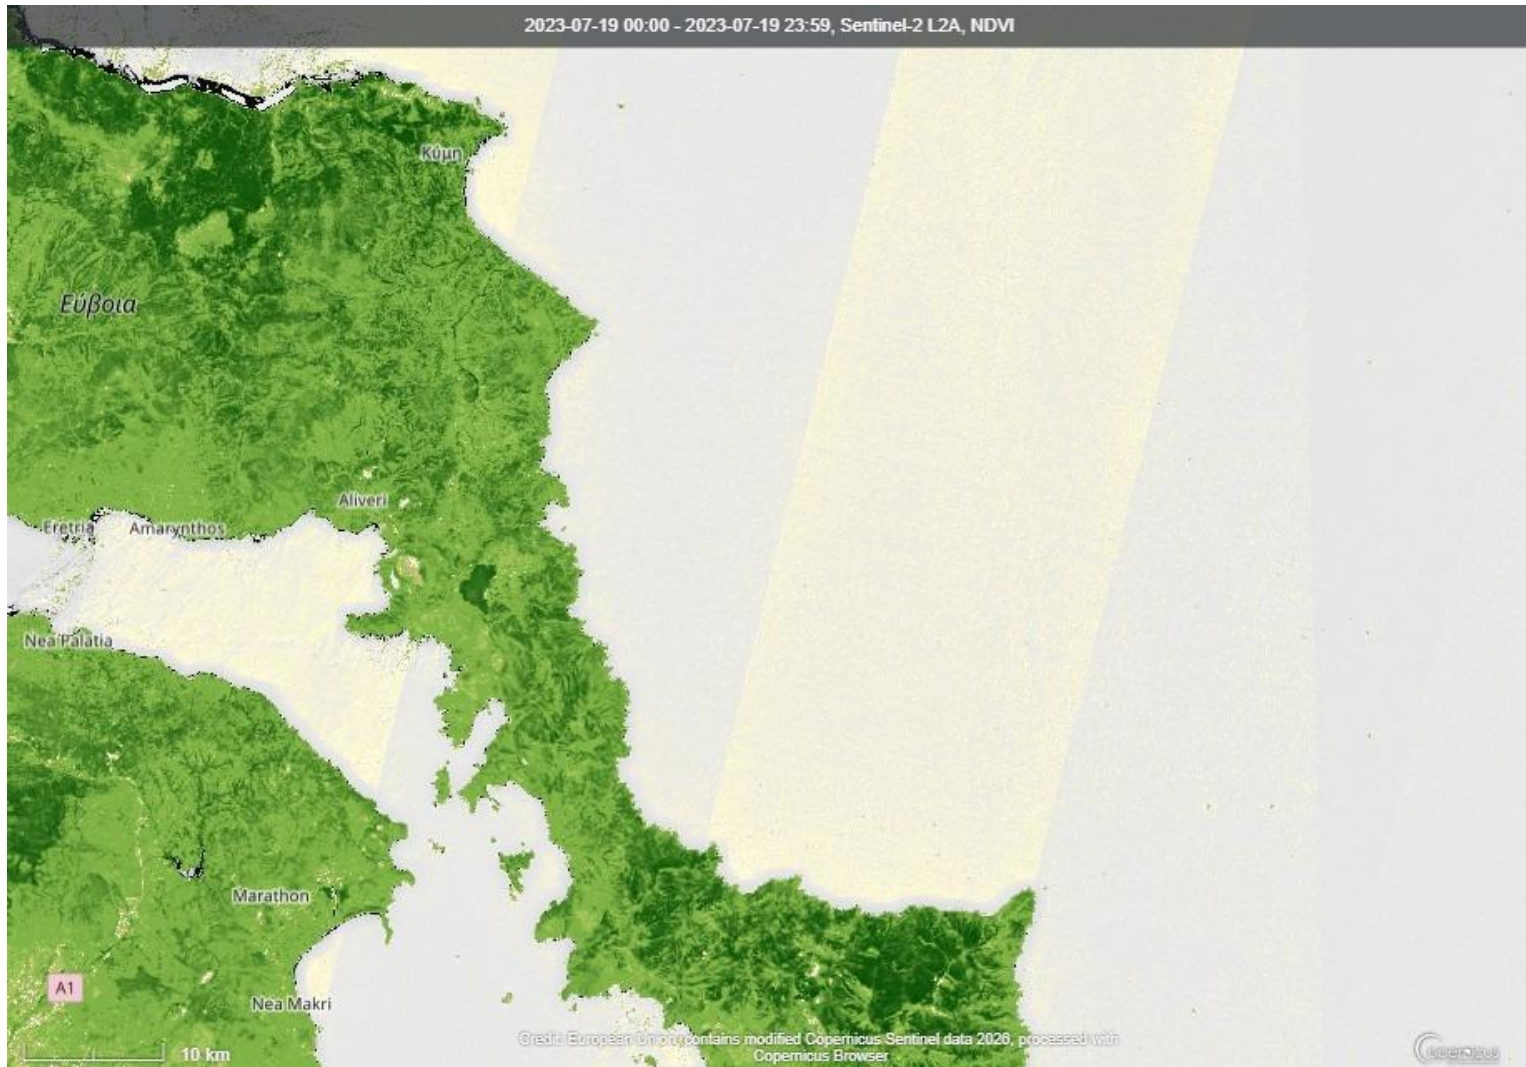 2023-07-19 00:00 - 2023-07-19 23:59, Sentinel-2 L2A, NDVI
Κύμη
Εύβοια
Aliveri
Eretria
Amarynthos
Nea Palatia
Marathon
A1
Nea Makri
10 km
Credit: European Union, contains modified Copernicus Sentinel data 2026, processed with
Copernicus Browser
opernicus